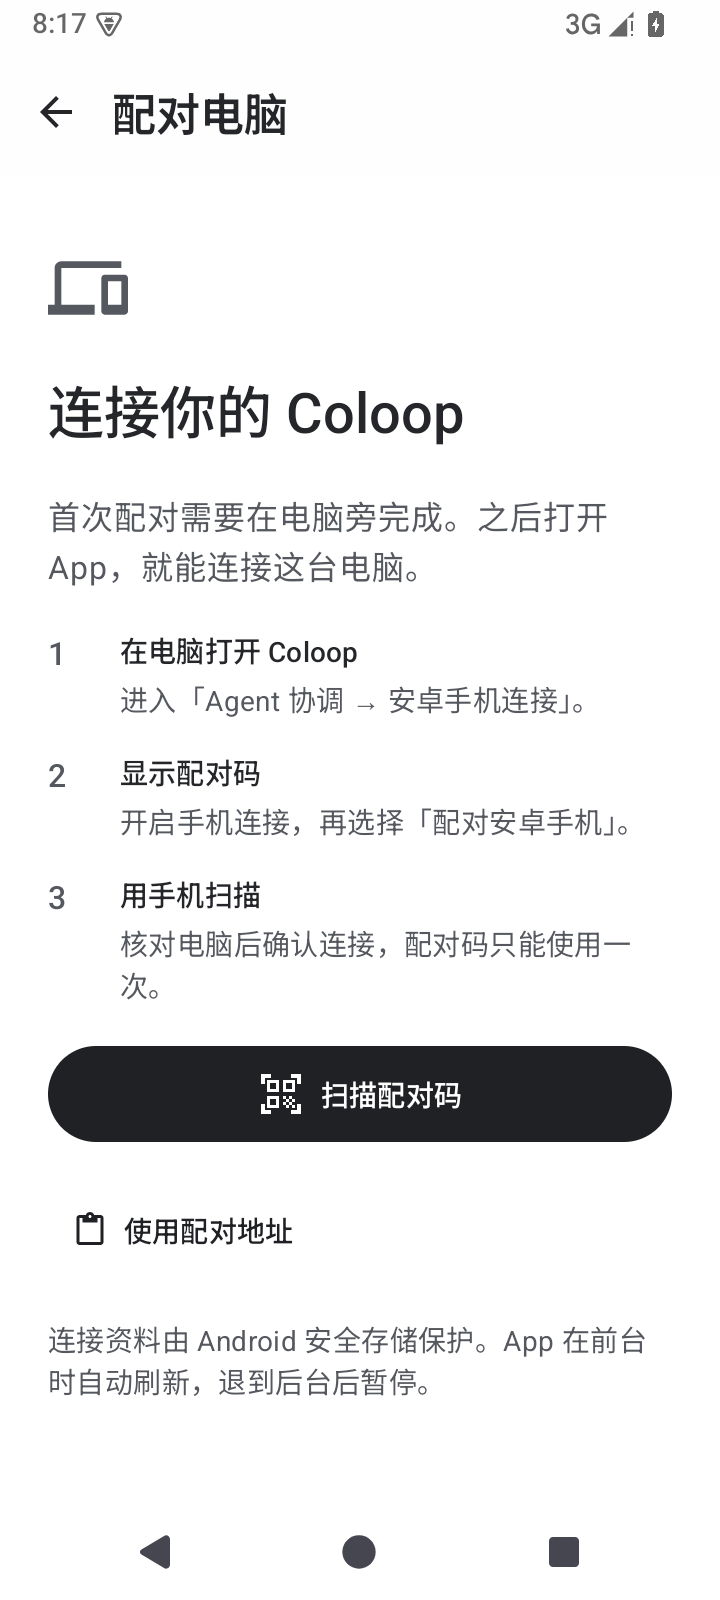 8:17
3G
配对电脑
连接你的 Coloop
首次配对需要在电脑旁完成。之后打开
App，就能连接这台电脑。
1 在电脑打开 Coloop
进入「Agent 协调 → 安卓手机连接」。
2 显示配对码
开启手机连接，再选择「配对安卓手机」。
3 用手机扫描
核对电脑后确认连接，配对码只能使用一
次。
扫描配对码
使用配对地址
连接资料由 Android 安全存储保护。App 在前台
时自动刷新，退到后台后暂停。